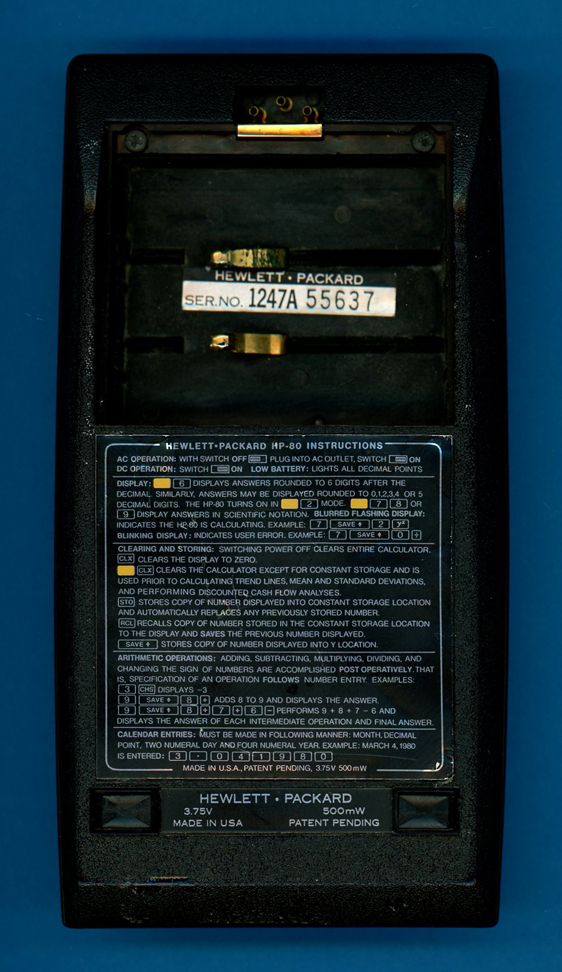 HEWLETT • PACKARD
SER.NO. 1247A 55637
HEWLETT•PACKARD HP-80 INSTRUCTIONS
AC OPERATION: WITH SWITCH OFF PLUG INTO AC OUTLET, SWITCH ON
DC OPERATION: SWITCH ON LOW BATTERY: LIGHTS ALL DECIMAL POINTS
DISPLAY: 6 DISPLAYS ANSWERS ROUNDED TO 6 DIGITS AFTER THE
DECIMAL. SIMILARLY, ANSWERS MAY BE DISPLAYED ROUNDED TO 0,1,2,3,4 OR 5
DECIMAL DIGITS. THE HP-80 TURNS ON IN 2 MODE. 7 8 OR
9 DISPLAY ANSWERS IN SCIENTIFIC NOTATION. BLURRED FLASHING DISPLAY:
INDICATES THE HP-80 IS CALCULATING. EXAMPLE: 7 SAVE ↑ 2 yˣ
BLINKING DISPLAY: INDICATES USER ERROR. EXAMPLE: 7 SAVE ↑ 0 ÷
CLEARING AND STORING: SWITCHING POWER OFF CLEARS ENTIRE CALCULATOR.
CLX CLEARS THE DISPLAY TO ZERO.
CLX CLEARS THE CALCULATOR EXCEPT FOR CONSTANT STORAGE AND IS
USED PRIOR TO CALCULATING TREND LINES, MEAN AND STANDARD DEVIATIONS,
AND PERFORMING DISCOUNTED CASH FLOW ANALYSES.
STO STORES COPY OF NUMBER DISPLAYED INTO CONSTANT STORAGE LOCATION
AND AUTOMATICALLY REPLACES ANY PREVIOUSLY STORED NUMBER.
RCL RECALLS COPY OF NUMBER STORED IN THE CONSTANT STORAGE LOCATION
TO THE DISPLAY AND SAVES THE PREVIOUS NUMBER DISPLAYED.
SAVE ↑ STORES COPY OF NUMBER DISPLAYED INTO Y LOCATION.
ARITHMETIC OPERATIONS: ADDING, SUBTRACTING, MULTIPLYING, DIVIDING, AND
CHANGING THE SIGN OF NUMBERS ARE ACCOMPLISHED POST OPERATIVELY. THAT
IS, SPECIFICATION OF AN OPERATION FOLLOWS NUMBER ENTRY. EXAMPLES:
3 CHS DISPLAYS -3
9 SAVE ↑ 8 + ADDS 8 TO 9 AND DISPLAYS THE ANSWER.
9 SAVE ↑ 8 + 7 + 6 - PERFORMS 9 + 8 + 7 - 6 AND
DISPLAYS THE ANSWER OF EACH INTERMEDIATE OPERATION AND FINAL ANSWER.
CALENDAR ENTRIES: MUST BE MADE IN FOLLOWING MANNER: MONTH, DECIMAL
POINT, TWO NUMERAL DAY AND FOUR NUMERAL YEAR. EXAMPLE: MARCH 4, 1980
IS ENTERED: 3 . 0 4 1 9 8 0
MADE IN U.S.A., PATENT PENDING, 3.75V 500mW
HEWLETT • PACKARD
3.75V 500mW
MADE IN USA PATENT PENDING